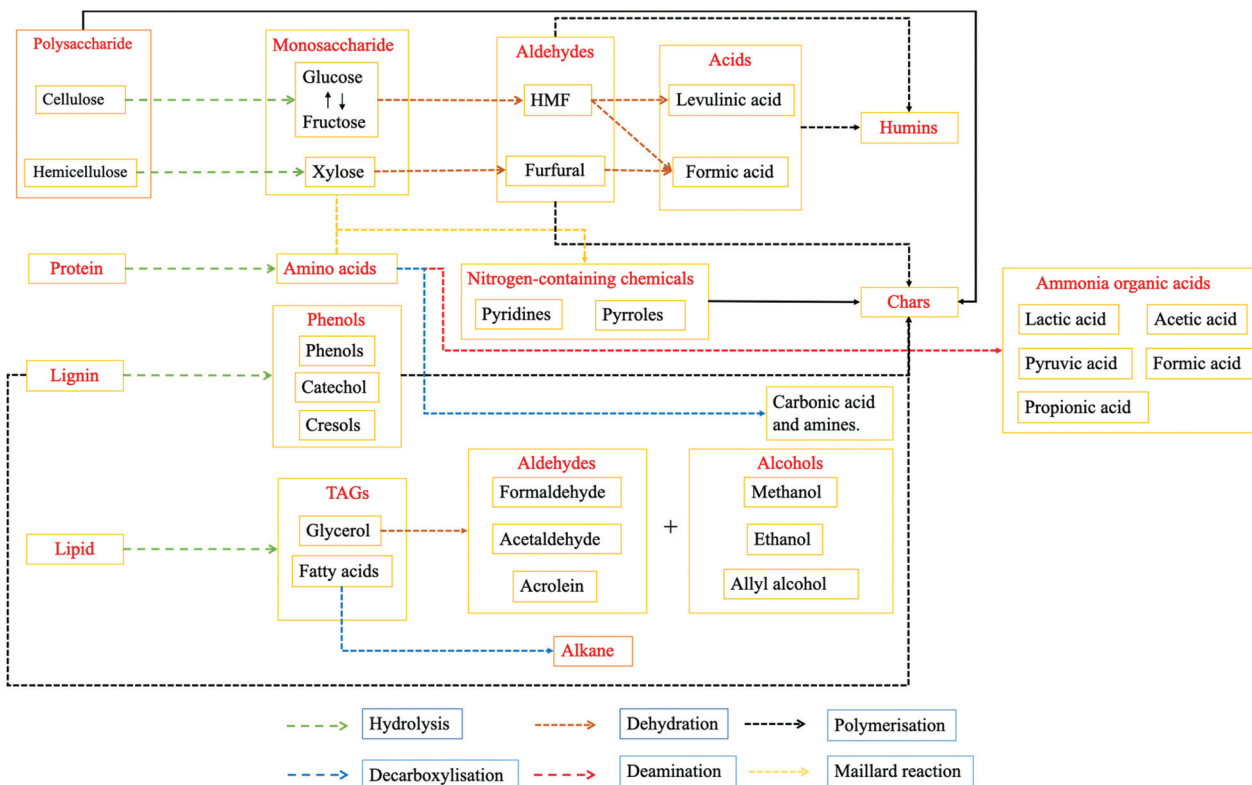 Polysaccharide
Cellulose
Hemicellulose
Monosaccharide
Glucose
Fructose
Xylose
Aldehydes
HMF
Furfural
Acids
Levulinic acid
Formic acid
Humins
Protein
Amino acids
Nitrogen-containing chemicals
Pyridines
Pyrroles
Chars
Ammonia organic acids
Lactic acid
Acetic acid
Pyruvic acid
Formic acid
Propionic acid
Lignin
Phenols
Phenols
Catechol
Cresols
Carbonic acid
and amines.
Lipid
TAGs
Glycerol
Fatty acids
Aldehydes
Formaldehyde
Acetaldehyde
Acrolein
+
Alcohols
Methanol
Ethanol
Allyl alcohol
Alkane
Hydrolysis
Dehydration
Polymerisation
Decarboxylisation
Deamination
Maillard reaction